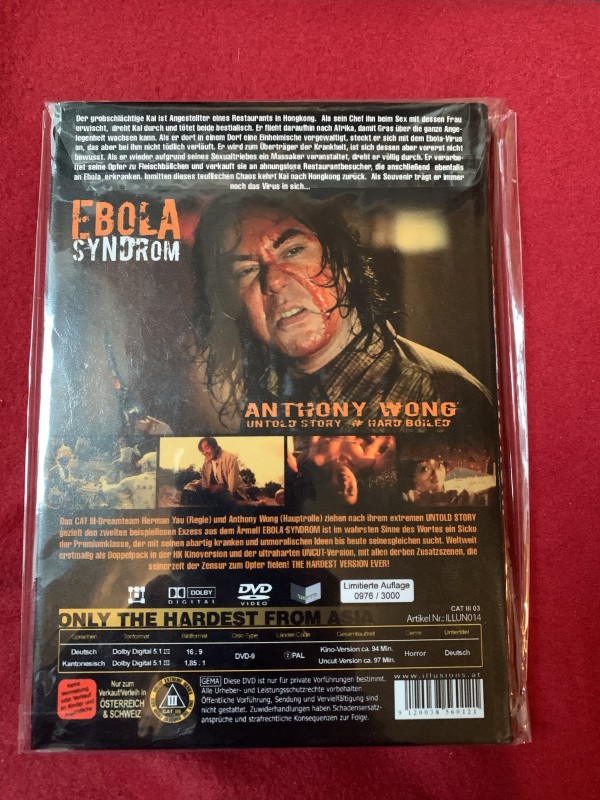 Der grobschlächtige Kai ist Angestellter eines Restaurants in Hongkong. Als sein Chef ihn beim Sex mit dessen Frau
erwischt, dreht Kai durch und tötet beide bestialisch. Er flieht daraufhin nach Afrika, damit Gras über die ganze Ange-
legenheit wachsen kann. Als er dort in einem Dorf eine Einheimische vergewaltigt, steckt er sich mit dem Ebola-Virus
an, das aber bei ihm nicht tödlich verläuft. Er wird zum Überträger der Krankheit, ist sich dessen aber vorerst nicht
bewusst. Als er wieder aufgrund seines Sexualtriebes ein Massaker veranstaltet, dreht er völlig durch. Er verarbe-
itet seine Opfer zu Fleischbällchen und verkauft sie an ahnungslose Restaurantbesucher, die anschließend ebenfalls
an Ebola erkranken. Inmitten dieses teuflischen Chaos kehrt Kai nach Hongkong zurück. Als Souvenir trägt er immer
noch das Virus in sich...
EBOLA
SYNDROM
ANTHONY WONG
UNTOLD STORY # HARD BOILED
Das CAT III-Dreamteam Herman Yau (Regie) und Anthony Wong (Hauptrolle) ziehen nach ihrem extremen UNTOLD STORY
gezielt den zweiten beispiellosen Exzess aus dem Ärmel! EBOLA-SYNDROM ist in wahrsten Sinne des Wortes ein Sicko
der Premiumklasse, der mit seinen abartig kranken und unmoralischen Ideen bis heute seinesgleichen sucht. Weltweit
erstmalig als Doppelpack in der HK Kinoversion und der ultraharten UNCUT-Version, mit allen derben Zusatzszenen, die
seinerzeit der Zensur zum Opfer fielen! THE HARDEST VERSION EVER!
DOLBY
DIGITAL
DVD
VIDEO
Limitierte Auflage
0976 / 3000
CAT III 03
ONLY THE HARDEST FROM ASIA
Artikel Nr.: ILLUN014
Sprachen Tonformat Bildformat Disc-Type Länder-Code Gesamtlaufzeit Genre Untertitel
Deutsch Dolby Digital 5.1 16 : 9 DVD-9 2 PAL Kino-Version ca. 94 Min. Horror Deutsch
Kantonesisch Dolby Digital 5.1 1,85 : 1 Uncut-Version ca. 97 Min.
Nur zum
Verkauf/Verleih in
ÖSTERREICH
& SCHWEIZ
III
CAT III
GEMA Diese DVD ist nur für private Vorführungen bestimmt.
Alle Urheber- und Leistungsschutzrechte vorbehalten
Öffentliche Vorführung, Sendung und Vervielfältigung sind
nicht gestattet. Zuwiderhandlungen haben Schadensersatz-
ansprüche und strafrechtliche Konsequenzen zur Folge.
www.illusions.at
9 120038 560121